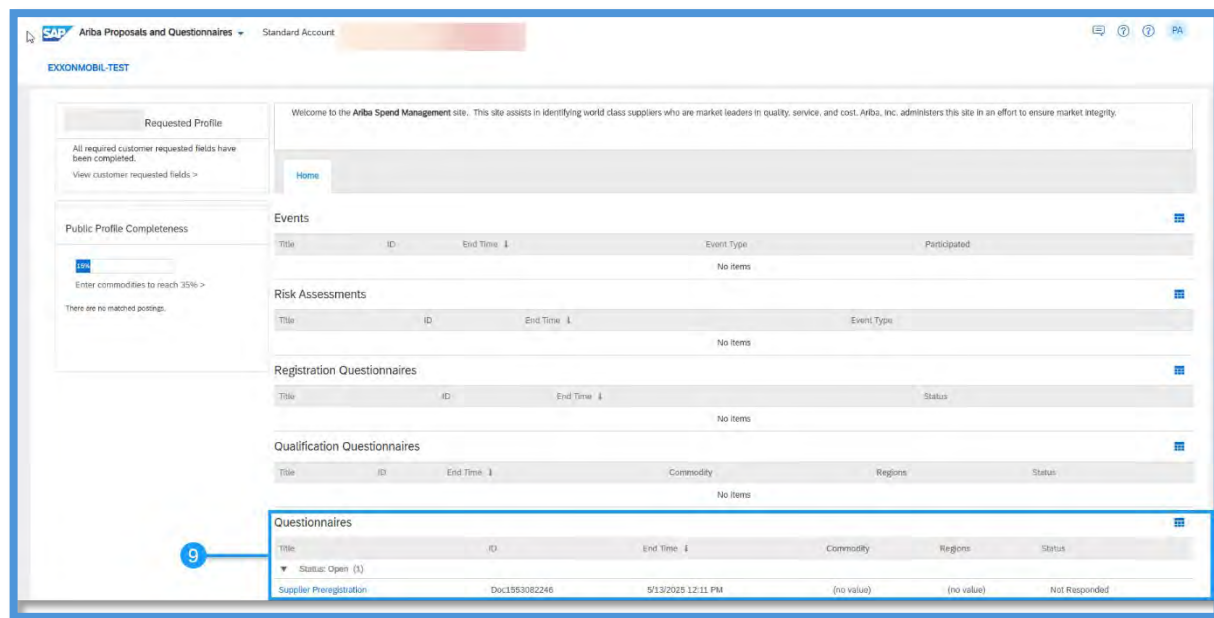 SAP Ariba Proposals and Questionnaires Standard Account PA
EXXONMOBIL-TEST
Requested Profile
All required customer requested fields have
been completed.
View customer requested fields >
Public Profile Completeness
15%
Enter commodities to reach 35% >
There are no matched postings.
Welcome to the Ariba Spend Management site. This site assists in identifying world class suppliers who are market leaders in quality, service, and cost. Ariba, Inc. administers this site in an effort to ensure market integrity.
Home
Events
Title ID End Time ↓ Event Type Participated
No items
Risk Assessments
Title ID End Time ↓ Event Type
No items
Registration Questionnaires
Title ID End Time ↓ Status
No items
Qualification Questionnaires
Title ID End Time ↓ Commodity Regions Status
No items
9
Questionnaires
Title ID End Time ↓ Commodity Regions Status
▼ Status: Open (1)
Supplier Preregistration Doc1553082246 5/13/2025 12:11 PM (no value) (no value) Not Responded